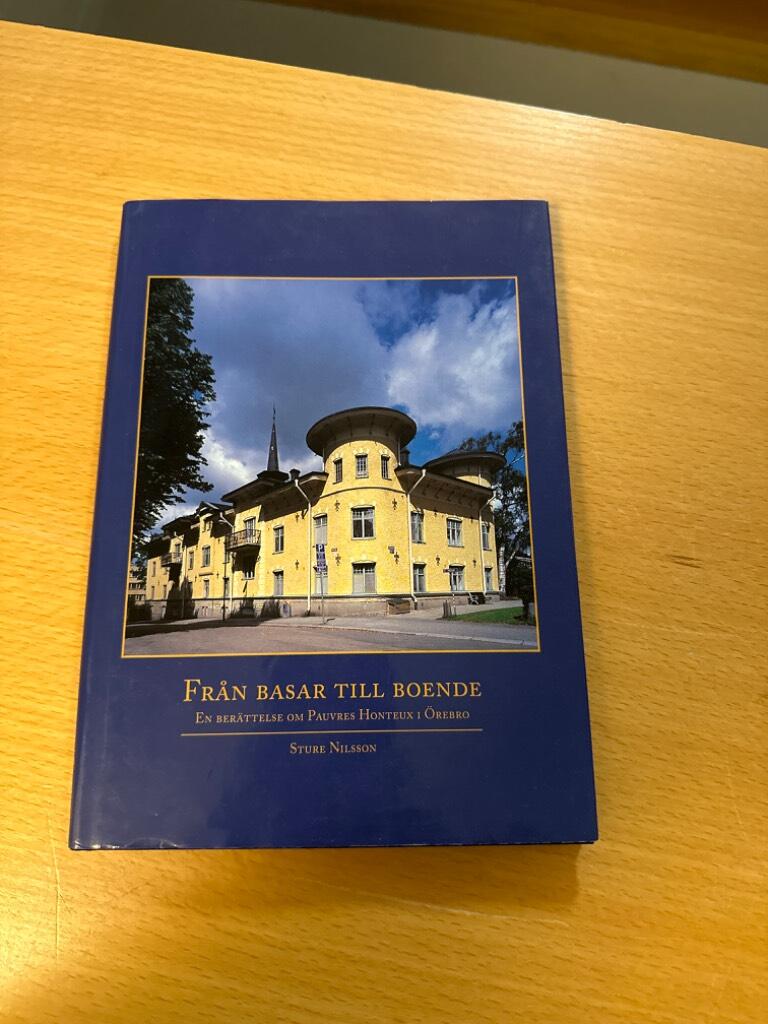 Från basar till boende
En berättelse om Pauvres Honteux i Örebro
Sture Nilsson